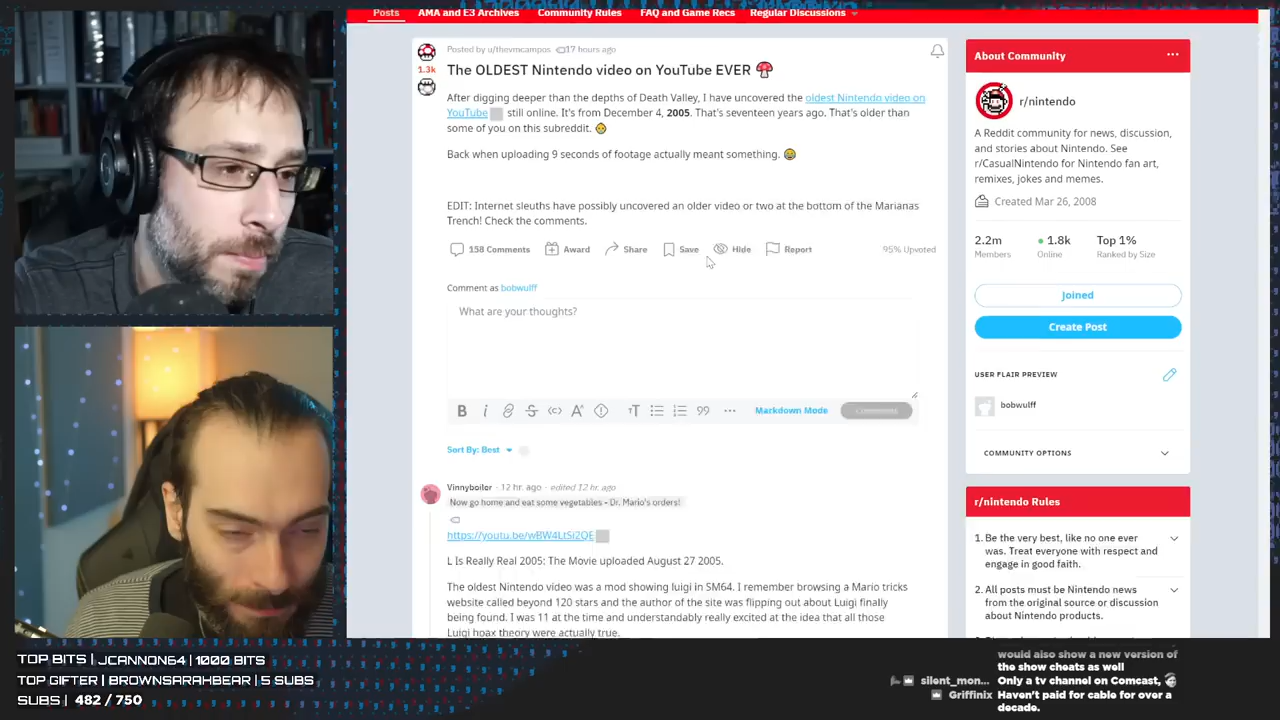 Posts AMA and E3 Archives Community Rules FAQ and Game Recs Regular Discussions
Posted by u/thevmcampos 17 hours ago
1.3k
The OLDEST Nintendo video on YouTube EVER 🍄
After digging deeper than the depths of Death Valley, I have uncovered the oldest Nintendo video on
YouTube still online. It's from December 4, 2005. That's seventeen years ago. That's older than
some of you on this subreddit.
Back when uploading 9 seconds of footage actually meant something. 😂
EDIT: Internet sleuths have possibly uncovered an older video or two at the bottom of the Marianas
Trench! Check the comments.
158 Comments Award Share Save Hide Report 95% Upvoted
Comment as bobwulff
What are your thoughts?
B i Markdown Mode Comment
Sort By: Best
Vinnyboiler · 12 hr. ago · edited 12 hr. ago
Now go home and eat some vegetables - Dr. Mario's orders!
https://youtu.be/wBW4LtSi2QE
L Is Really Real 2005: The Movie uploaded August 27 2005.
The oldest Nintendo video was a mod showing luigi in SM64. I remember browsing a Mario tricks
website called beyond 120 stars and the author of the site was flipping out about Luigi finally
being found. I was 11 at the time and understandably really excited at the idea that all those
Luigi hoax theory were actually true.
About Community
r/nintendo
A Reddit community for news, discussion,
and stories about Nintendo. See
r/CasualNintendo for Nintendo fan art,
remixes, jokes and memes.
Created Mar 26, 2008
2.2m 1.8k Top 1%
Members Online Ranked by Size
Joined
Create Post
USER FLAIR PREVIEW
bobwulff
COMMUNITY OPTIONS
r/nintendo Rules
1. Be the very best, like no one ever
was. Treat everyone with respect and
engage in good faith.
2. All posts must be Nintendo news
from the original source or discussion
about Nintendo products.
TOP BITS | JCANNON64 | 1000 BITS
TOP GIFTER | BROWNSARAHBEAR | 5 SUBS
SUBS | 482 / 750
would also show a new version of
the show cheats as well
silent_mon... Only a tv channel on Comcast,
Griffinix Haven't paid for cable for over a
decade.